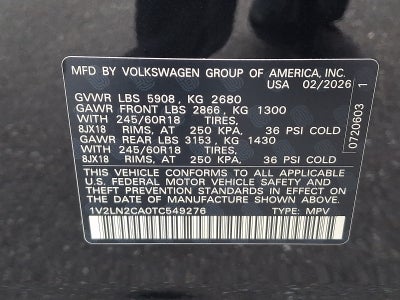 MFD BY VOLKSWAGEN GROUP OF AMERICA, INC.
USA 02/2026
GVWR LBS 5908, KG 2680
GAWR FRONT LBS 2866, KG 1300
WITH 245/60R18 TIRES,
8JX18 RIMS, AT 250 KPA, 36 PSI COLD
GAWR REAR LBS 3153, KG 1430
WITH 245/60R18 TIRES,
8JX18 RIMS, AT 250 KPA, 36 PSI COLD
THIS VEHICLE CONFORMS TO ALL APPLICABLE
U.S. FEDERAL MOTOR VEHICLE SAFETY AND
THEFT PREVENTION STANDARDS IN EFFECT ON THE
DATE OF MANUFACTURE SHOWN ABOVE.
1V2LN2CA0TC549276 TYPE: MPV
0720603 1